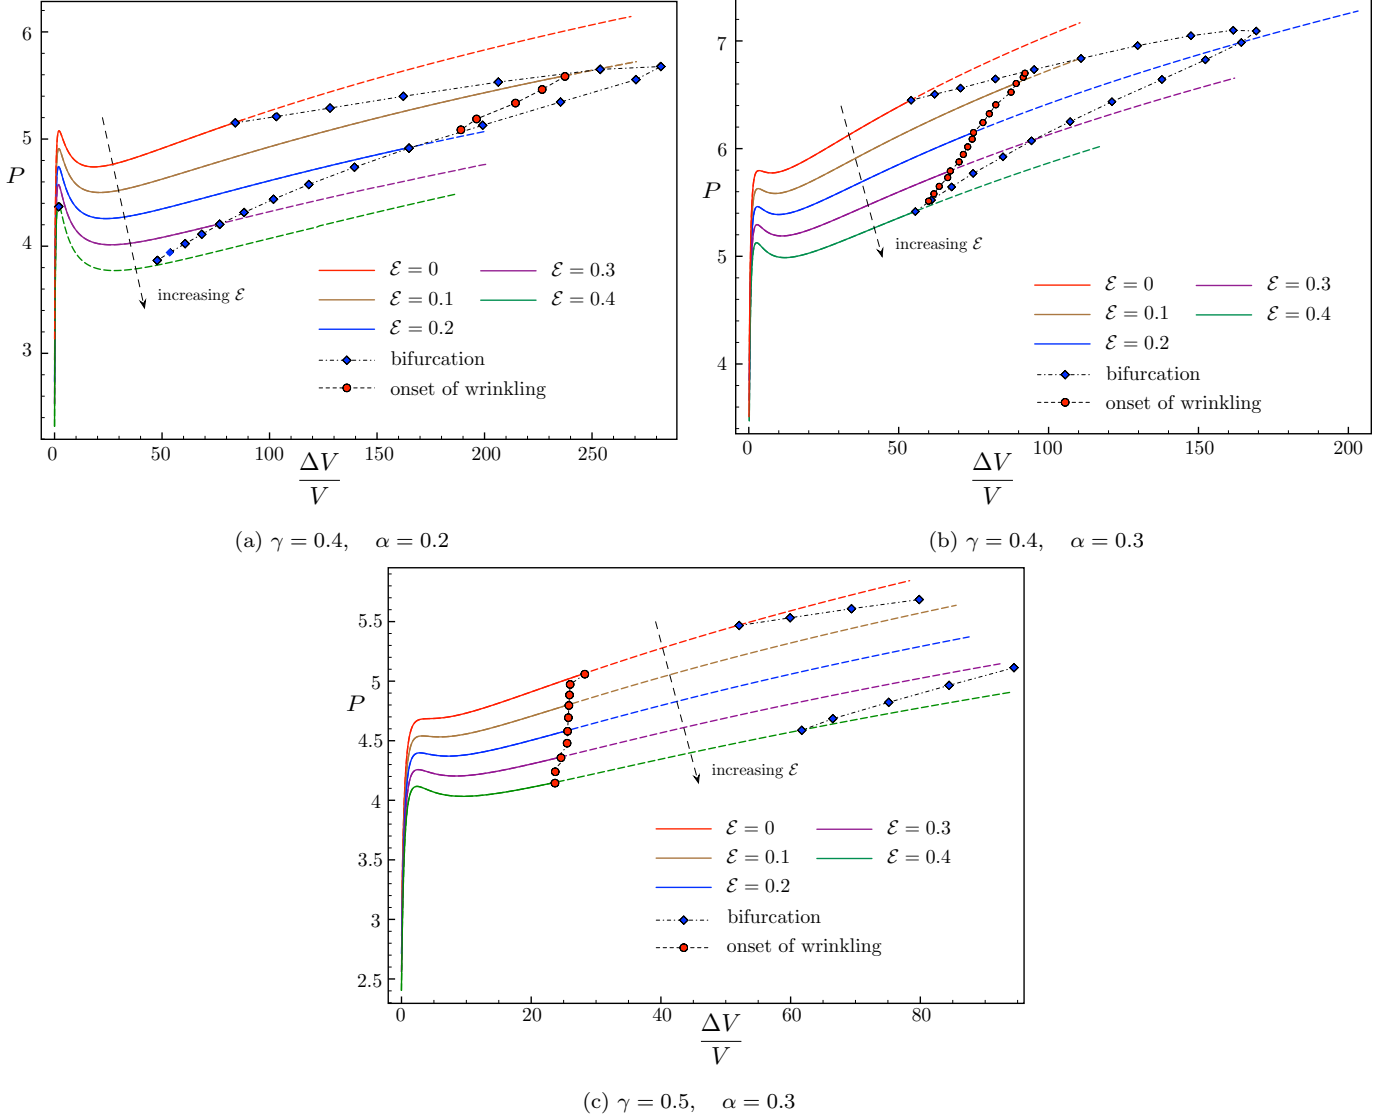 6
5
P
4
3
0 50 100 150 200 250
ΔV
V
increasing ℰ
ℰ = 0
ℰ = 0.3
ℰ = 0.1
ℰ = 0.4
ℰ = 0.2
bifurcation
onset of wrinkling
(a) γ = 0.4, α = 0.2
7
6
P
5
4
0 50 100 150 200
ΔV
V
increasing ℰ
ℰ = 0
ℰ = 0.3
ℰ = 0.1
ℰ = 0.4
ℰ = 0.2
bifurcation
onset of wrinkling
(b) γ = 0.4, α = 0.3
5.5
5
P
4.5
4
3.5
3
2.5
0 20 40 60 80
ΔV
V
increasing ℰ
ℰ = 0
ℰ = 0.3
ℰ = 0.1
ℰ = 0.4
ℰ = 0.2
bifurcation
onset of wrinkling
(c) γ = 0.5, α = 0.3